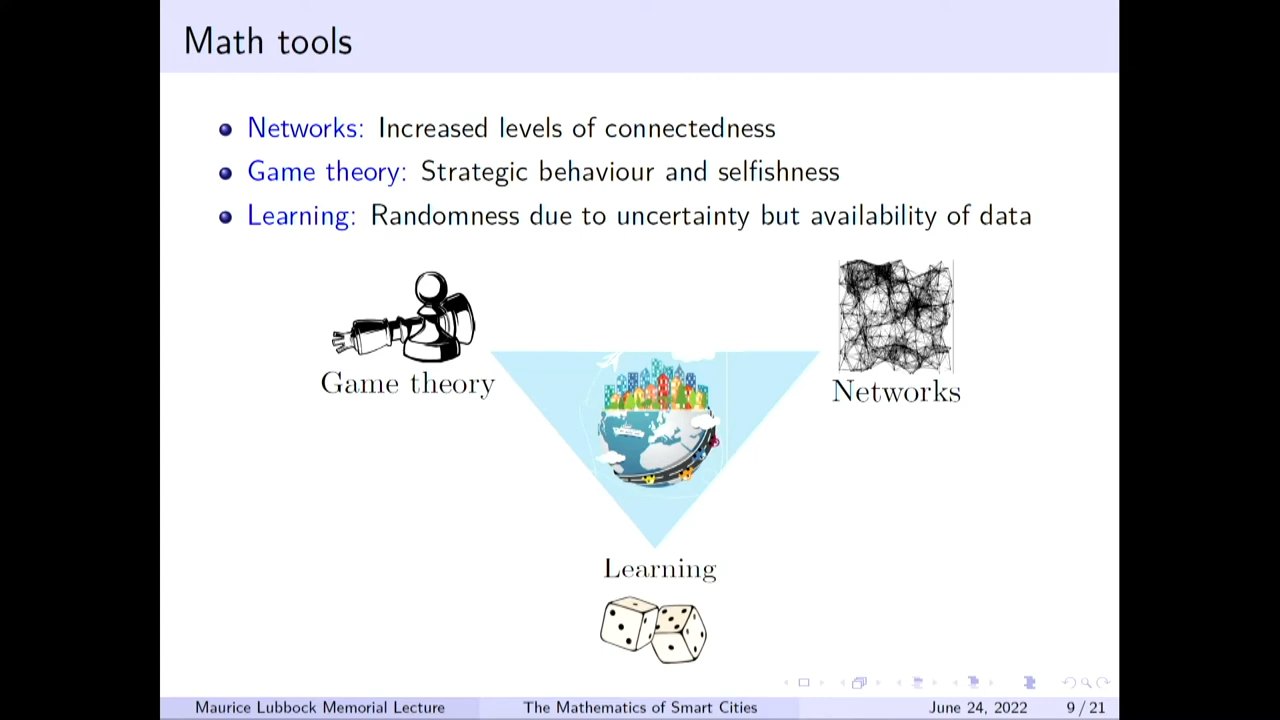 Math tools
Networks: Increased levels of connectedness
Game theory: Strategic behaviour and selfishness
Learning: Randomness due to uncertainty but availability of data
Game theory
Networks
Learning
Maurice Lubbock Memorial Lecture
The Mathematics of Smart Cities
June 24, 2022
9 / 21